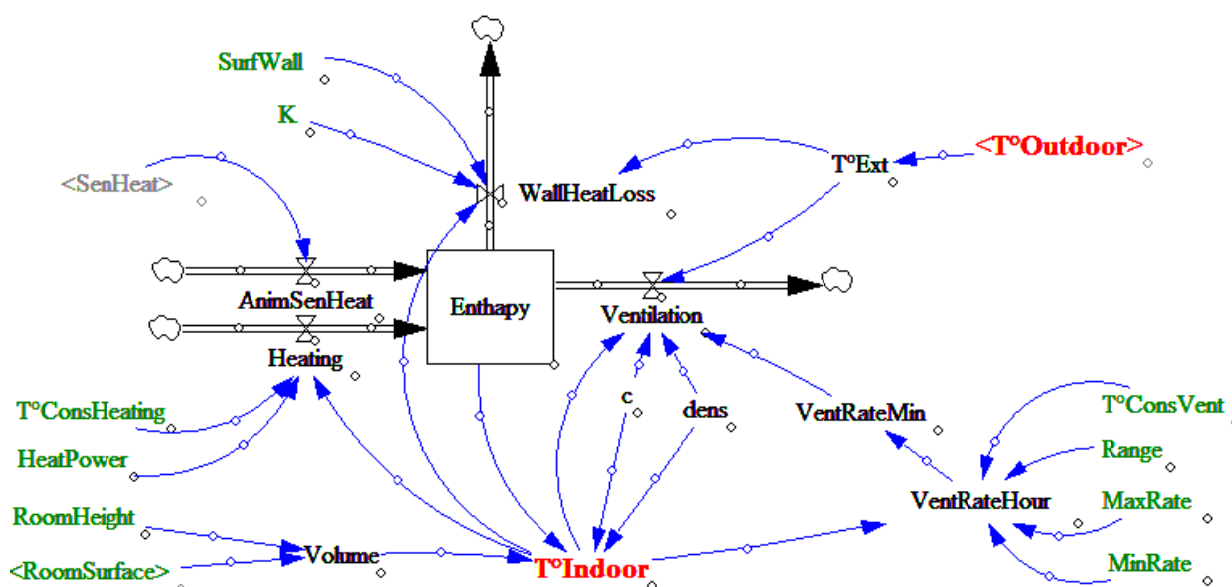 SurfWall
K
<T°Outdoor>
T°Ext
<SenHeat>
WallHeatLoss
AnimSenHeat
Enthapy
Ventilation
Heating
T°ConsHeating
c
dens
VentRateMin
T°ConsVent
HeatPower
Range
VentRateHour
MaxRate
RoomHeight
Volume
T°Indoor
<RoomSurface>
MinRate